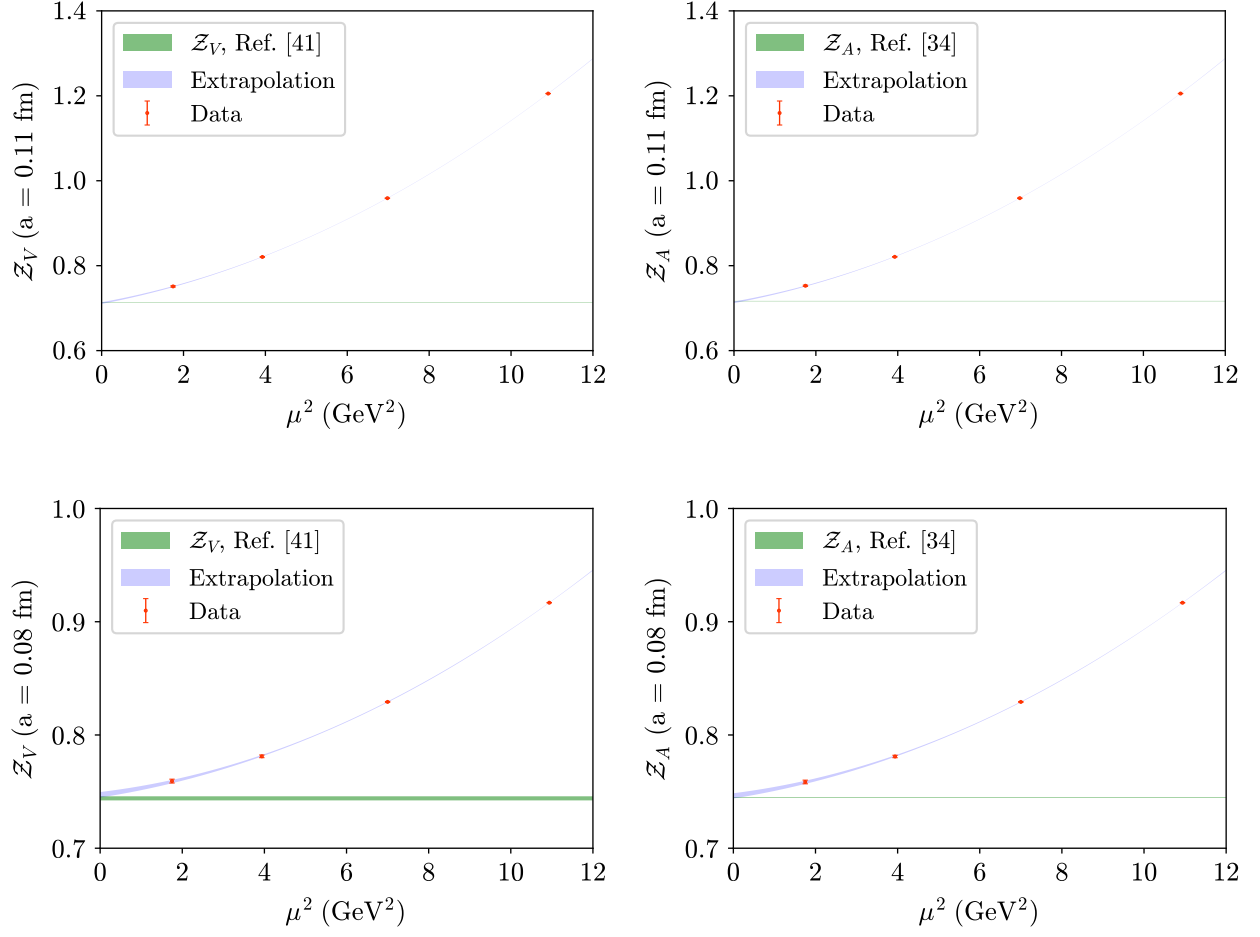 1.4
1.2
1.0
0.8
0.6
𝒵_V (a = 0.11 fm)
𝒵_V, Ref. [41]
Extrapolation
Data
0 2 4 6 8 10 12
μ² (GeV²)
1.4
1.2
1.0
0.8
0.6
𝒵_A (a = 0.11 fm)
𝒵_A, Ref. [34]
Extrapolation
Data
0 2 4 6 8 10 12
μ² (GeV²)
1.0
0.9
0.8
0.7
𝒵_V (a = 0.08 fm)
𝒵_V, Ref. [41]
Extrapolation
Data
0 2 4 6 8 10 12
μ² (GeV²)
1.0
0.9
0.8
0.7
𝒵_A (a = 0.08 fm)
𝒵_A, Ref. [34]
Extrapolation
Data
0 2 4 6 8 10 12
μ² (GeV²)